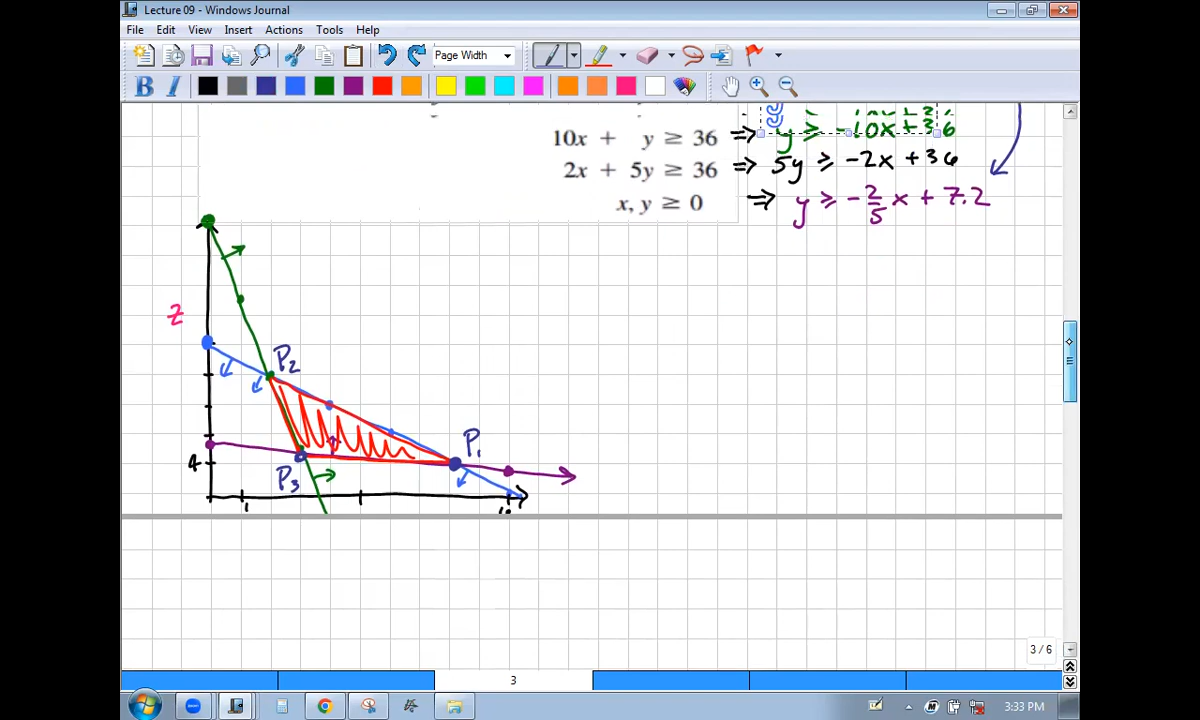 Lecture 09 - Windows Journal
File Edit View Insert Actions Tools Help
Page Width
B I
y ≥ -10x + 36
10x + y ≥ 36 ⇒
2x + 5y ≥ 36 ⇒ 5y ≥ -2x + 36
x, y ≥ 0 ⇒ y ≥ -2/5 x + 7.2
z
P2
P1
4
P3
1
3 / 6
3
3:33 PM